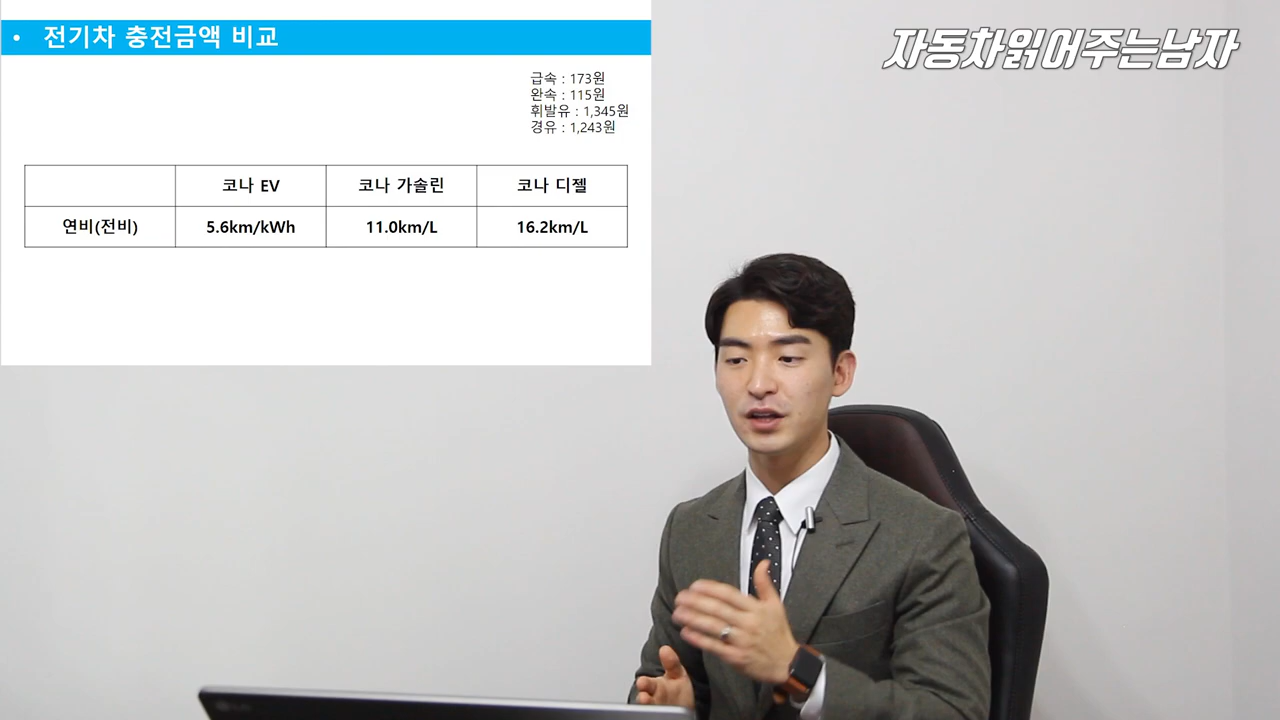 • 전기차 충전금액 비교
자동차읽어주는남자
급속 : 173원
완속 : 115원
휘발유 : 1,345원
경유 : 1,243원
코나 EV 코나 가솔린 코나 디젤
연비(전비) 5.6km/kWh 11.0km/L 16.2km/L